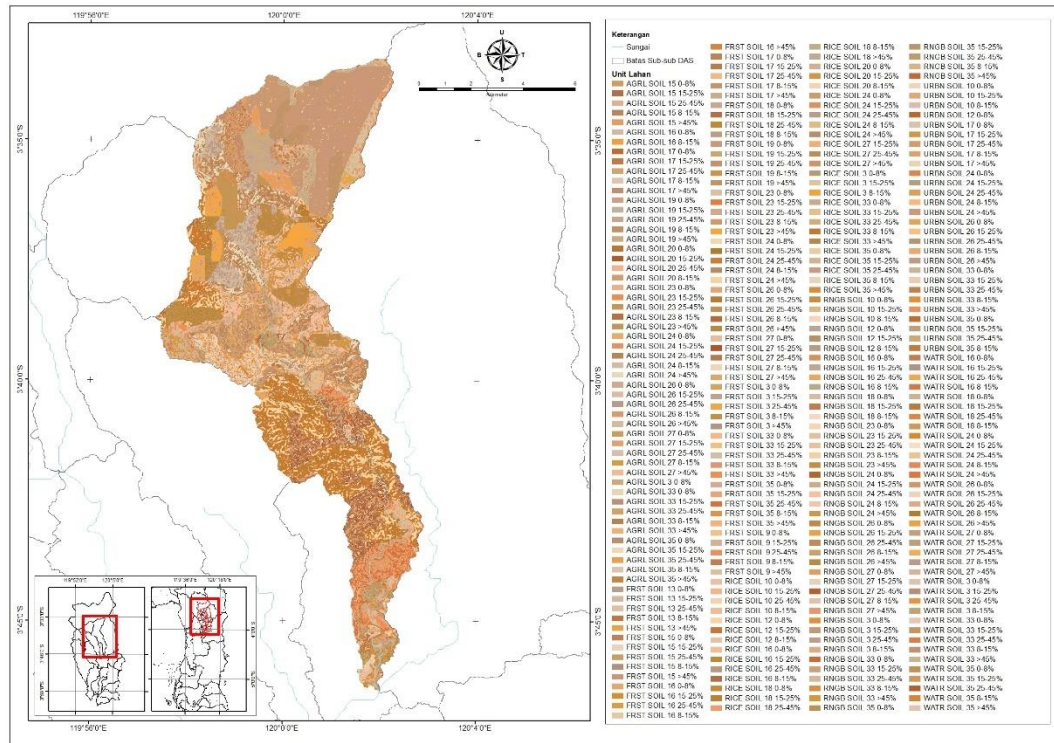 119°56'0"E
120°0'0"E
120°4'0"E
U
B
T
S
3°35'0"S
3°40'0"S
3°45'0"S
3°35'0"S
3°40'0"S
3°45'0"S
119°56'0"E
120°0'0"E
120°4'0"E
Keterangan
Sungai
Batas Sub-sub DAS
Unit Lahan
AGRL SOIL 15 0-8%
AGRL SOIL 15 15-25%
AGRL SOIL 15 25-45%
AGRL SOIL 15 8-15%
AGRL SOIL 15 >45%
AGRL SOIL 16 0-8%
AGRL SOIL 16 8-15%
AGRL SOIL 17 0-8%
AGRL SOIL 17 15-25%
AGRL SOIL 17 25-45%
AGRL SOIL 17 8-15%
AGRL SOIL 17 >45%
AGRL SOIL 19 0-8%
AGRL SOIL 19 15-25%
AGRL SOIL 19 25-45%
AGRL SOIL 19 8-15%
AGRL SOIL 19 >45%
AGRL SOIL 20 0-8%
AGRL SOIL 20 15-25%
AGRL SOIL 20 25-45%
AGRL SOIL 20 8-15%
AGRL SOIL 23 0-8%
AGRL SOIL 23 15-25%
AGRL SOIL 23 25-45%
AGRL SOIL 23 8-15%
AGRL SOIL 23 >45%
AGRL SOIL 24 0-8%
AGRL SOIL 24 15-25%
AGRL SOIL 24 25-45%
AGRL SOIL 24 8-15%
AGRL SOIL 24 >45%
AGRL SOIL 26 0-8%
AGRL SOIL 26 15-25%
AGRL SOIL 26 25-45%
AGRL SOIL 26 8-15%
AGRL SOIL 26 >45%
AGRL SOIL 27 0-8%
AGRL SOIL 27 15-25%
AGRL SOIL 27 25-45%
AGRL SOIL 27 8-15%
AGRL SOIL 27 >45%
AGRL SOIL 3 0-8%
AGRL SOIL 33 0-8%
AGRL SOIL 33 15-25%
AGRL SOIL 33 25-45%
AGRL SOIL 33 8-15%
AGRL SOIL 33 >45%
AGRL SOIL 35 0-8%
AGRL SOIL 35 15-25%
AGRL SOIL 35 25-45%
AGRL SOIL 35 8-15%
AGRL SOIL 35 >45%
FRST SOIL 13 0-8%
FRST SOIL 13 15-25%
FRST SOIL 13 25-45%
FRST SOIL 13 8-15%
FRST SOIL 13 >45%
FRST SOIL 15 0-8%
FRST SOIL 15 15-25%
FRST SOIL 15 25-45%
FRST SOIL 15 8-15%
FRST SOIL 15 >45%
FRST SOIL 16 0-8%
FRST SOIL 16 15-25%
FRST SOIL 16 25-45%
FRST SOIL 16 8-15%
FRST SOIL 16 >45%
FRST SOIL 17 0-8%
FRST SOIL 17 15-25%
FRST SOIL 17 25-45%
FRST SOIL 17 8-15%
FRST SOIL 17 >45%
FRST SOIL 18 0-8%
FRST SOIL 18 15-25%
FRST SOIL 18 25-45%
FRST SOIL 18 8-15%
FRST SOIL 19 0-8%
FRST SOIL 19 15-25%
FRST SOIL 19 25-45%
FRST SOIL 19 8-15%
FRST SOIL 19 >45%
FRST SOIL 23 0-8%
FRST SOIL 23 15-25%
FRST SOIL 23 25-45%
FRST SOIL 23 8-15%
FRST SOIL 23 >45%
FRST SOIL 24 0-8%
FRST SOIL 24 15-25%
FRST SOIL 24 25-45%
FRST SOIL 24 8-15%
FRST SOIL 24 >45%
FRST SOIL 26 0-8%
FRST SOIL 26 15-25%
FRST SOIL 26 25-45%
FRST SOIL 26 8-15%
FRST SOIL 26 >45%
FRST SOIL 27 0-8%
FRST SOIL 27 15-25%
FRST SOIL 27 25-45%
FRST SOIL 27 8-15%
FRST SOIL 27 >45%
FRST SOIL 3 0-8%
FRST SOIL 3 15-25%
FRST SOIL 3 25-45%
FRST SOIL 3 8-15%
FRST SOIL 3 >45%
FRST SOIL 33 0-8%
FRST SOIL 33 15-25%
FRST SOIL 33 25-45%
FRST SOIL 33 8-15%
FRST SOIL 33 >45%
FRST SOIL 35 0-8%
FRST SOIL 35 15-25%
FRST SOIL 35 25-45%
FRST SOIL 35 8-15%
FRST SOIL 35 >45%
FRST SOIL 9 0-8%
FRST SOIL 9 15-25%
FRST SOIL 9 25-45%
FRST SOIL 9 8-15%
FRST SOIL 9 >45%
RICE SOIL 10 0-8%
RICE SOIL 10 15-25%
RICE SOIL 10 25-45%
RICE SOIL 10 8-15%
RICE SOIL 12 0-8%
RICE SOIL 12 15-25%
RICE SOIL 12 8-15%
RICE SOIL 16 0-8%
RICE SOIL 16 15-25%
RICE SOIL 16 25-45%
RICE SOIL 16 8-15%
RICE SOIL 18 0-8%
RICE SOIL 18 15-25%
RICE SOIL 18 25-45%
RICE SOIL 18 8-15%
RICE SOIL 18 >45%
RICE SOIL 20 0-8%
RICE SOIL 20 15-25%
RICE SOIL 20 8-15%
RICE SOIL 24 0-8%
RICE SOIL 24 15-25%
RICE SOIL 24 25-45%
RICE SOIL 24 8-15%
RICE SOIL 24 >45%
RICE SOIL 27 15-25%
RICE SOIL 27 25-45%
RICE SOIL 27 >45%
RICE SOIL 3 0-8%
RICE SOIL 3 15-25%
RICE SOIL 3 8-15%
RICE SOIL 33 0-8%
RICE SOIL 33 15-25%
RICE SOIL 33 25-45%
RICE SOIL 33 8-15%
RICE SOIL 33 >45%
RICE SOIL 35 0-8%
RICE SOIL 35 15-25%
RICE SOIL 35 25-45%
RICE SOIL 35 8-15%
RICE SOIL 35 >45%
RNGB SOIL 10 0-8%
RNGB SOIL 10 15-25%
RNGB SOIL 10 8-15%
RNGB SOIL 12 0-8%
RNGB SOIL 12 15-25%
RNGB SOIL 12 8-15%
RNGB SOIL 16 0-8%
RNGB SOIL 16 15-25%
RNGB SOIL 16 25-45%
RNGB SOIL 16 8-15%
RNGB SOIL 18 0-8%
RNGB SOIL 18 15-25%
RNGB SOIL 18 8-15%
RNGB SOIL 23 0-8%
RNGB SOIL 23 15-25%
RNGB SOIL 23 25-45%
RNGB SOIL 23 8-15%
RNGB SOIL 23 >45%
RNGB SOIL 24 0-8%
RNGB SOIL 24 15-25%
RNGB SOIL 24 25-45%
RNGB SOIL 24 8-15%
RNGB SOIL 24 >45%
RNGB SOIL 26 0-8%
RNGB SOIL 26 15-25%
RNGB SOIL 26 25-45%
RNGB SOIL 26 8-15%
RNGB SOIL 26 >45%
RNGB SOIL 27 0-8%
RNGB SOIL 27 15-25%
RNGB SOIL 27 25-45%
RNGB SOIL 27 8-15%
RNGB SOIL 27 >45%
RNGB SOIL 3 0-8%
RNGB SOIL 3 15-25%
RNGB SOIL 3 25-45%
RNGB SOIL 3 8-15%
RNGB SOIL 33 0-8%
RNGB SOIL 33 15-25%
RNGB SOIL 33 25-45%
RNGB SOIL 33 8-15%
RNGB SOIL 33 >45%
RNGB SOIL 35 0-8%
RNGB SOIL 35 15-25%
RNGB SOIL 35 25-45%
RNGB SOIL 35 8-15%
RNGB SOIL 35 >45%
URBN SOIL 10 0-8%
URBN SOIL 10 15-25%
URBN SOIL 10 8-15%
URBN SOIL 12 0-8%
URBN SOIL 17 0-8%
URBN SOIL 17 15-25%
URBN SOIL 17 25-45%
URBN SOIL 17 8-15%
URBN SOIL 17 >45%
URBN SOIL 24 0-8%
URBN SOIL 24 15-25%
URBN SOIL 24 25-45%
URBN SOIL 24 8-15%
URBN SOIL 24 >45%
URBN SOIL 26 0-8%
URBN SOIL 26 15-25%
URBN SOIL 26 25-45%
URBN SOIL 26 8-15%
URBN SOIL 26 >45%
URBN SOIL 33 0-8%
URBN SOIL 33 15-25%
URBN SOIL 33 25-45%
URBN SOIL 33 8-15%
URBN SOIL 33 >45%
URBN SOIL 35 0-8%
URBN SOIL 35 15-25%
URBN SOIL 35 25-45%
URBN SOIL 35 8-15%
WATR SOIL 16 0-8%
WATR SOIL 16 15-25%
WATR SOIL 16 25-45%
WATR SOIL 16 8-15%
WATR SOIL 18 0-8%
WATR SOIL 18 15-25%
WATR SOIL 18 25-45%
WATR SOIL 18 8-15%
WATR SOIL 24 0-8%
WATR SOIL 24 15-25%
WATR SOIL 24 25-45%
WATR SOIL 24 8-15%
WATR SOIL 24 >45%
WATR SOIL 26 0-8%
WATR SOIL 26 15-25%
WATR SOIL 26 25-45%
WATR SOIL 26 8-15%
WATR SOIL 26 >45%
WATR SOIL 27 0-8%
WATR SOIL 27 15-25%
WATR SOIL 27 25-45%
WATR SOIL 27 8-15%
WATR SOIL 27 >45%
WATR SOIL 3 0-8%
WATR SOIL 3 15-25%
WATR SOIL 3 25-45%
WATR SOIL 3 8-15%
WATR SOIL 33 0-8%
WATR SOIL 33 15-25%
WATR SOIL 33 25-45%
WATR SOIL 33 8-15%
WATR SOIL 33 >45%
WATR SOIL 35 0-8%
WATR SOIL 35 15-25%
WATR SOIL 35 25-45%
WATR SOIL 35 8-15%
WATR SOIL 35 >45%